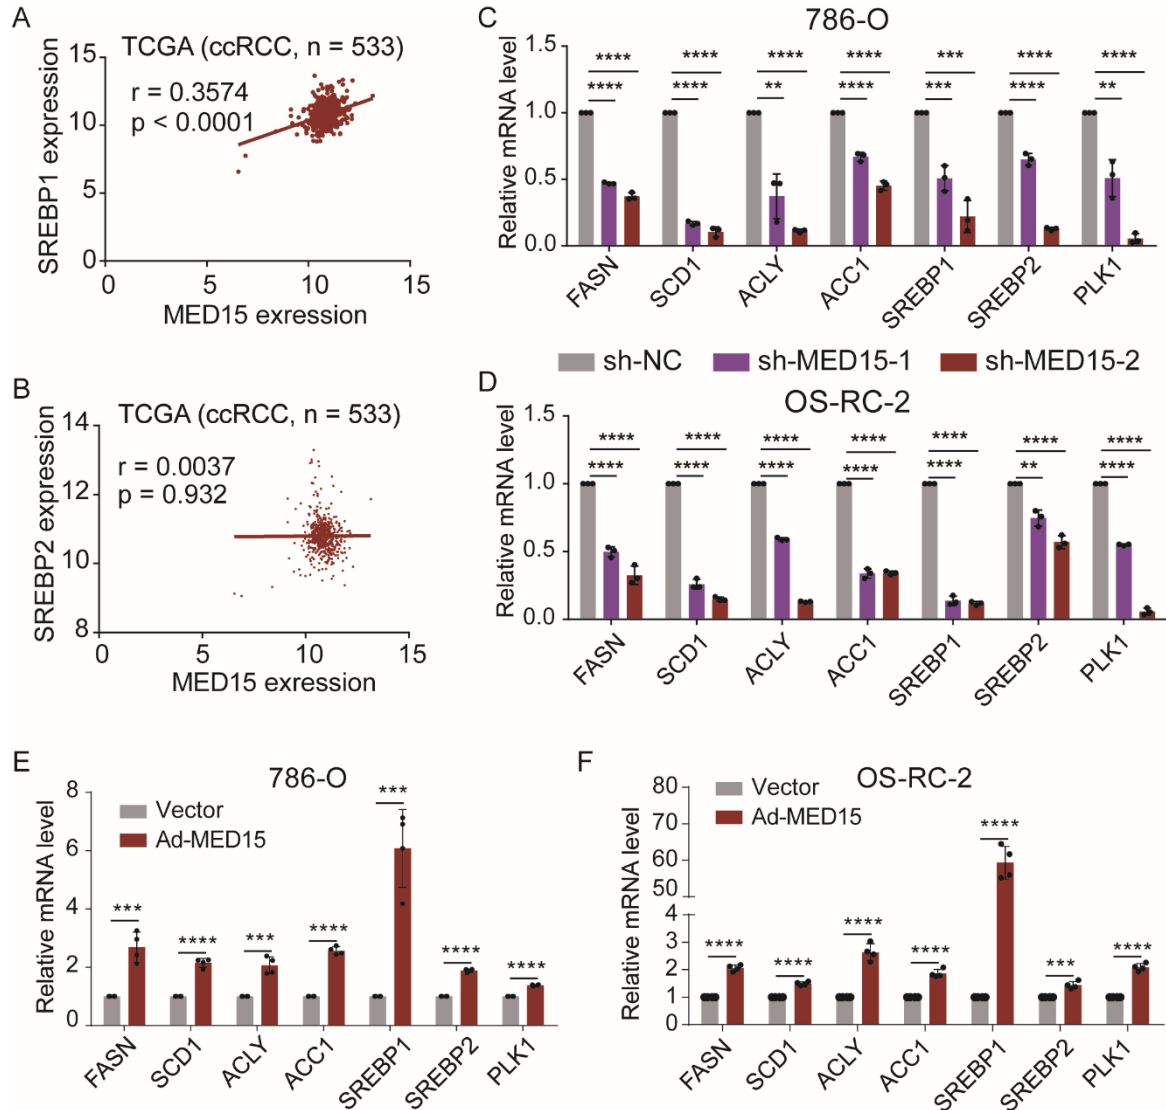 A
TCGA (ccRCC, n = 533)
r = 0.3574
p < 0.0001
SREBP1 expression
15
10
5
0
0 5 10 15
MED15 exression
B
TCGA (ccRCC, n = 533)
r = 0.0037
p = 0.932
SREBP2 expression
14
12
10
8
0 5 10 15
MED15 exression
C
786-O
Relative mRNA level
1.5
1.0
0.5
0.0
**** **** **** **** *** **** ****
**** **** ** **** *** **** **
FASN SCD1 ACLY ACC1 SREBP1 SREBP2 PLK1
sh-NC sh-MED15-1 sh-MED15-2
D
OS-RC-2
Relative mRNA level
1.5
1.0
0.5
0.0
**** **** **** **** **** **** ****
**** **** **** **** **** ** ****
FASN SCD1 ACLY ACC1 SREBP1 SREBP2 PLK1
E
786-O
Vector
Ad-MED15
Relative mRNA level
8
6
4
2
0
*** **** *** **** *** **** ****
FASN SCD1 ACLY ACC1 SREBP1 SREBP2 PLK1
F
OS-RC-2
Vector
Ad-MED15
Relative mRNA level
80
70
60
50
4
3
2
1
0
**** **** **** **** **** *** ****
FASN SCD1 ACLY ACC1 SREBP1 SREBP2 PLK1